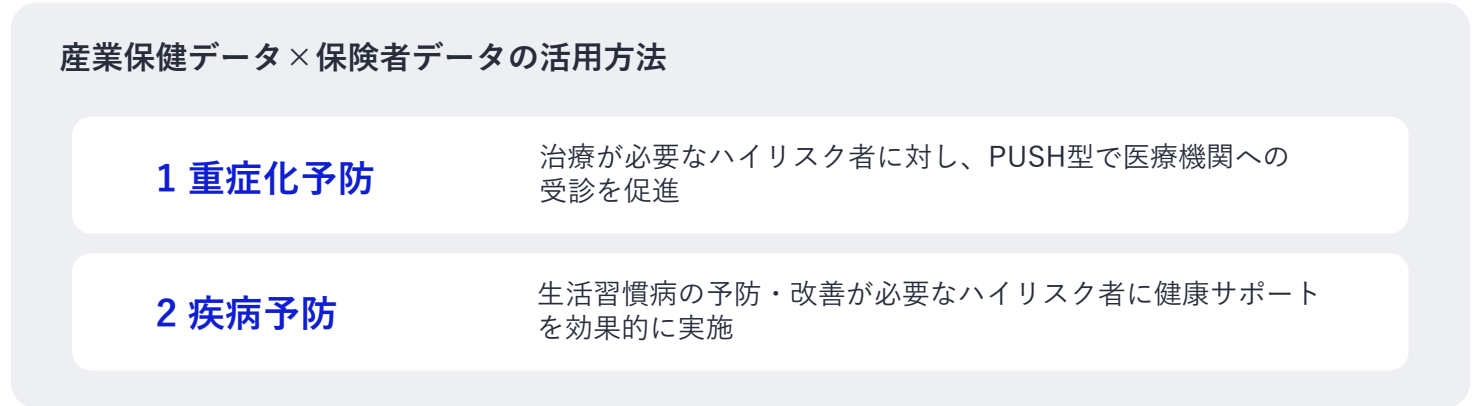 産業保健データ×保険者データの活用方法
1 重症化予防
治療が必要なハイリスク者に対し、PUSH型で医療機関への
受診を促進
2 疾病予防
生活習慣病の予防・改善が必要なハイリスク者に健康サポート
を効果的に実施